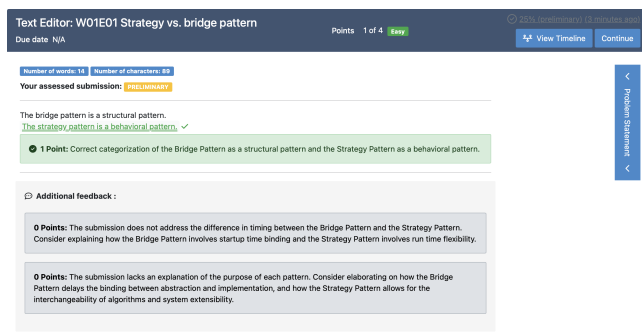 Text Editor: W01E01 Strategy vs. bridge pattern
Due date N/A
Points 1 of 4 Easy
25% (preliminary) (3 minutes ago)
View Timeline
Continue
Number of words: 14 Number of characters: 89
Your assessed submission: PRELIMINARY
The bridge pattern is a structural pattern.
The strategy pattern is a behavioral pattern.
1 Point: Correct categorization of the Bridge Pattern as a structural pattern and the Strategy Pattern as a behavioral pattern.
Additional feedback :
0 Points: The submission does not address the difference in timing between the Bridge Pattern and the Strategy Pattern.
Consider explaining how the Bridge Pattern involves startup time binding and the Strategy Pattern involves run time flexibility.
0 Points: The submission lacks an explanation of the purpose of each pattern. Consider elaborating on how the Bridge
Pattern delays the binding between abstraction and implementation, and how the Strategy Pattern allows for the
interchangeability of algorithms and system extensibility.
Problem Statement